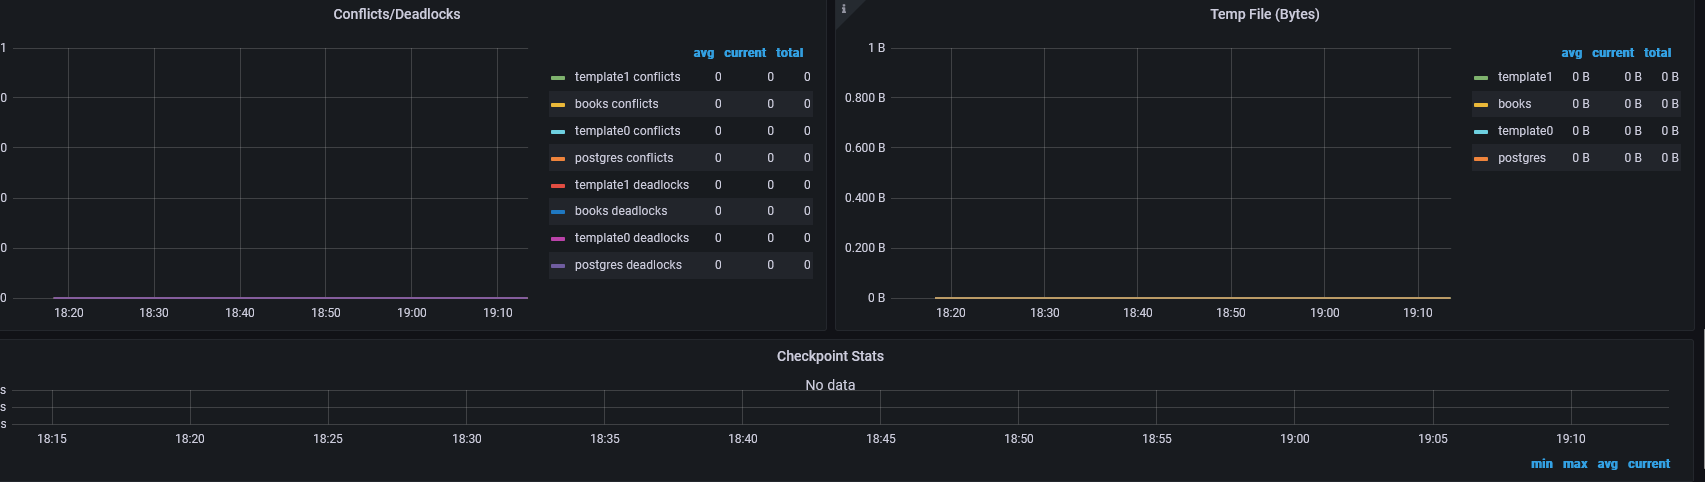 Conflicts/Deadlocks
1
0
0
0
0
0
18:20 18:30 18:40 18:50 19:00 19:10
avg current total
template1 conflicts 0 0 0
books conflicts 0 0 0
template0 conflicts 0 0 0
postgres conflicts 0 0 0
template1 deadlocks 0 0 0
books deadlocks 0 0 0
template0 deadlocks 0 0 0
postgres deadlocks 0 0 0
i
Temp File (Bytes)
1 B
0.800 B
0.600 B
0.400 B
0.200 B
0 B
18:20 18:30 18:40 18:50 19:00 19:10
avg current total
template1 0 B 0 B 0 B
books 0 B 0 B 0 B
template0 0 B 0 B 0 B
postgres 0 B 0 B 0 B
Checkpoint Stats
No data
s
s
s
18:15 18:20 18:25 18:30 18:35 18:40 18:45 18:50 18:55 19:00 19:05 19:10
min max avg current